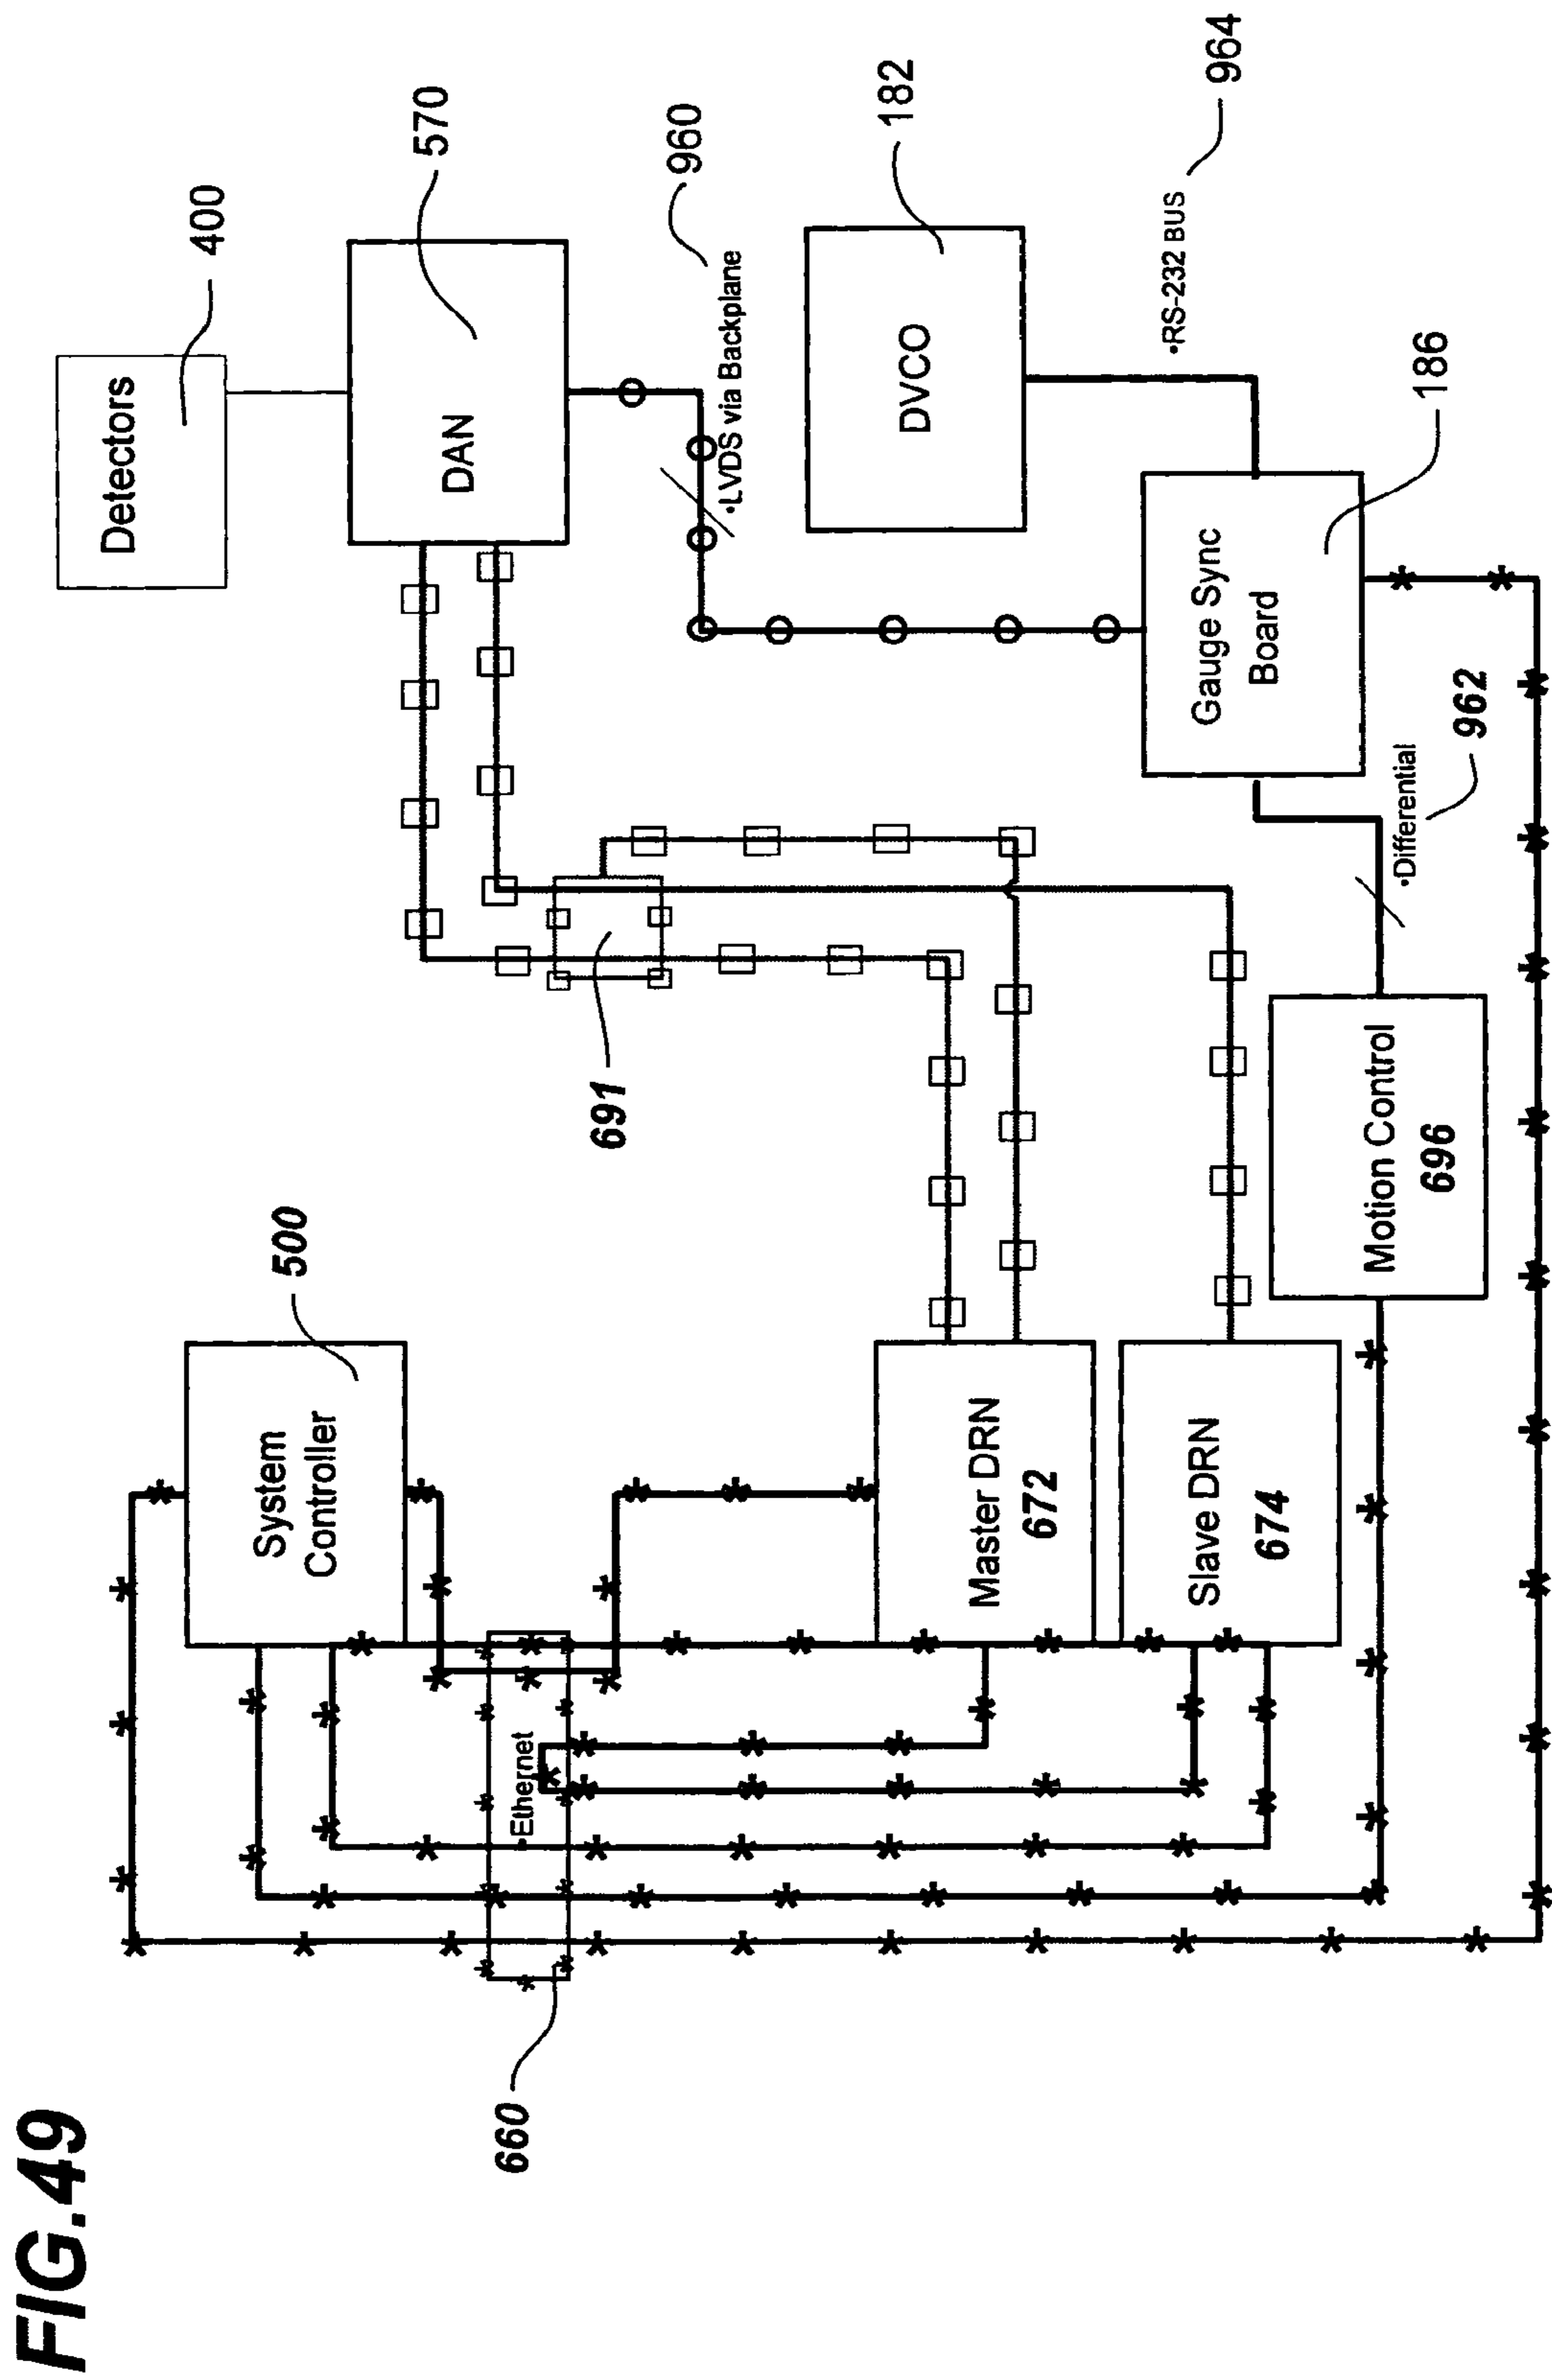 FIG.49
Detectors
400
DAN
570
•LVDS via Backplane
960
DVCO
182
•RS-232 BUS
964
Gauge Sync
Board
186
•Differential
962
Motion Control
696
691
System
Controller
500
Master DRN
672
Slave DRN
674
•Ethernet
660